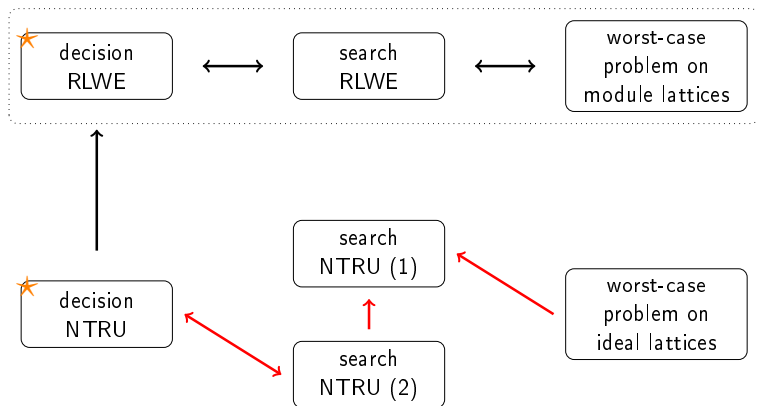 decision
RLWE
search
RLWE
worst-case
problem on
module lattices
search
NTRU (1)
decision
NTRU
worst-case
problem on
ideal lattices
search
NTRU (2)